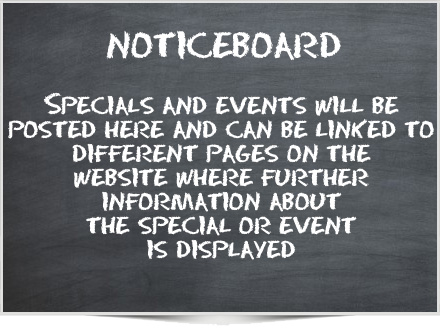 NOTICEBOARD
SPECIALS AND EVENTS WILL BE
POSTED HERE AND CAN BE LINKED TO
DIFFERENT PAGES ON THE
WEBSITE WHERE FURTHER
INFORMATION ABOUT
THE SPECIAL OR EVENT
IS DISPLAYED